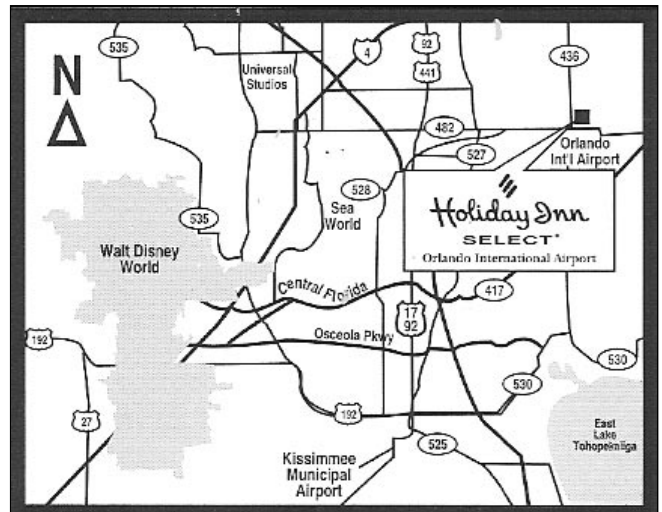 535
4
92
441
436
N
Universal
Studios
482
527
Orlando
Int'l Airport
528
Sea
World
535
Holiday Inn
SELECT
Orlando International Airport
Walt Disney
World
Central Florida
417
17
92
Osceola Pkwy
192
530
530
27
192
East
Lake
Tohopekaliga
525
Kissimmee
Municipal
Airport